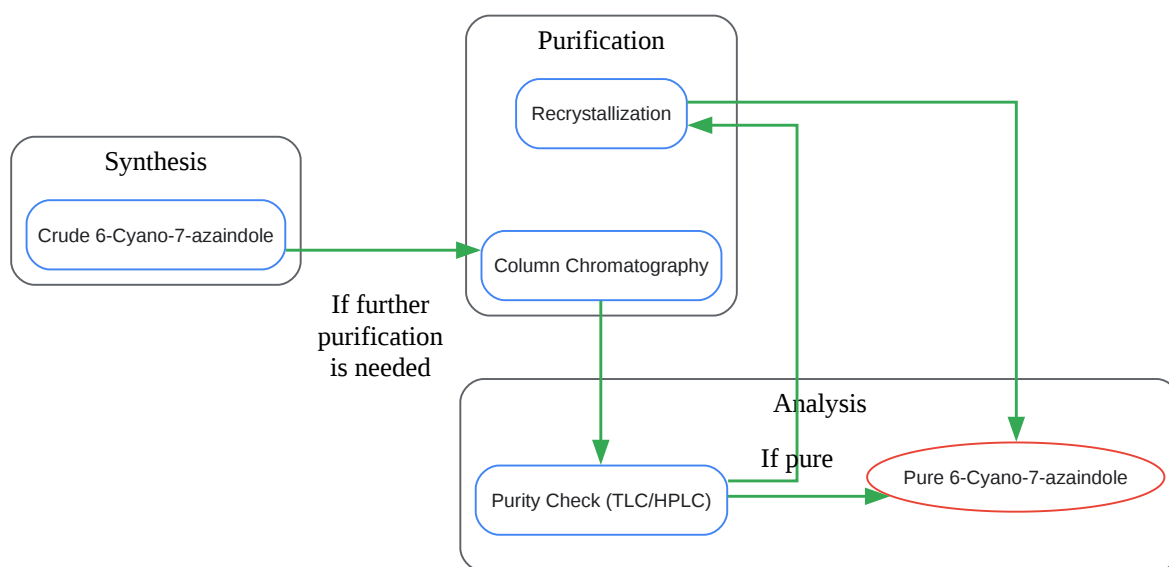 Purification
Recrystallization
Synthesis
Crude 6-Cyano-7-azaindole
Column Chromatography
If further
purification
is needed
Analysis
If pure
Pure 6-Cyano-7-azaindole
Purity Check (TLC/HPLC)